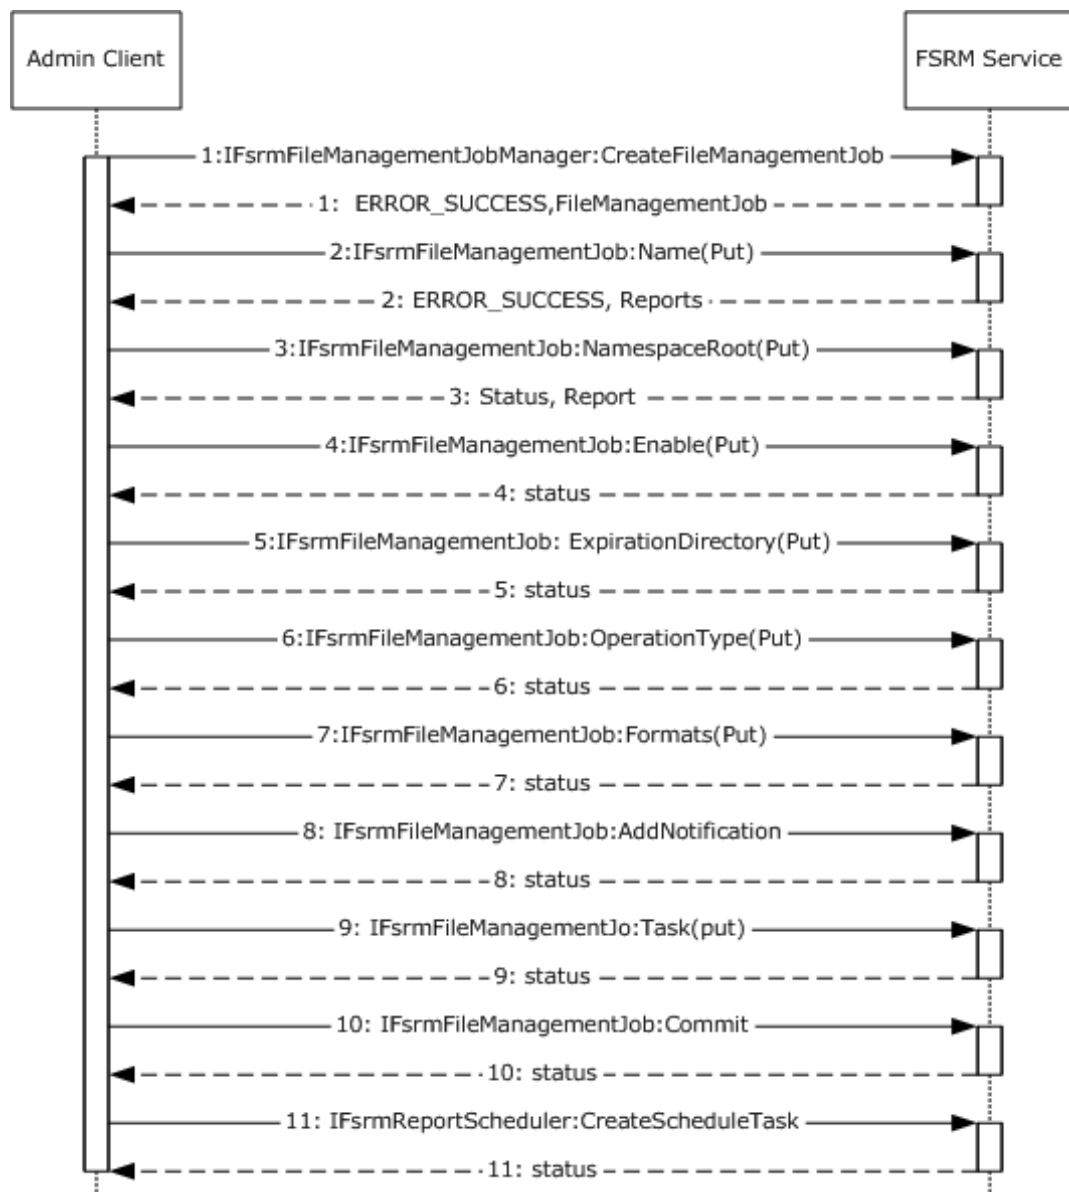 Admin Client
FSRM Service
1:IFsrmFileManagementJobManager:CreateFileManagementJob
1:  ERROR_SUCCESS,FileManagementJob
2:IFsrmFileManagementJob:Name(Put)
2: ERROR_SUCCESS, Reports
3:IFsrmFileManagementJob:NamespaceRoot(Put)
3: Status, Report
4:IFsrmFileManagementJob:Enable(Put)
4: status
5:IFsrmFileManagementJob: ExpirationDirectory(Put)
5: status
6:IFsrmFileManagementJob:OperationType(Put)
6: status
7:IFsrmFileManagementJob:Formats(Put)
7: status
8: IFsrmFileManagementJob:AddNotification
8: status
9: IFsrmFileManagementJo:Task(put)
9: status
10: IFsrmFileManagementJob:Commit
10: status
11: IFsrmReportScheduler:CreateScheduleTask
11: status